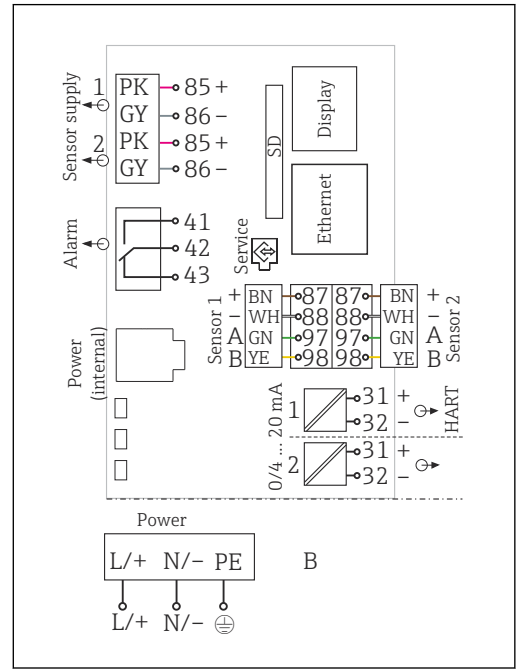 Sensor supply
1 PK 85 +
GY 86 –
2 PK 85 +
GY 86 –
Display
SD
Ethernet
Alarm
41
42
43
Service
Power
(internal)
Sensor 1
+ BN 87 87 BN +
– WH 88 88 WH –
A GN 97 97 GN A
B YE 98 98 YE B
Sensor 2
0/4 ... 20 mA
1 31 +
32 –
HART
2 31 +
32 –
Power
L/+ N/– PE
B
L/+ N/–